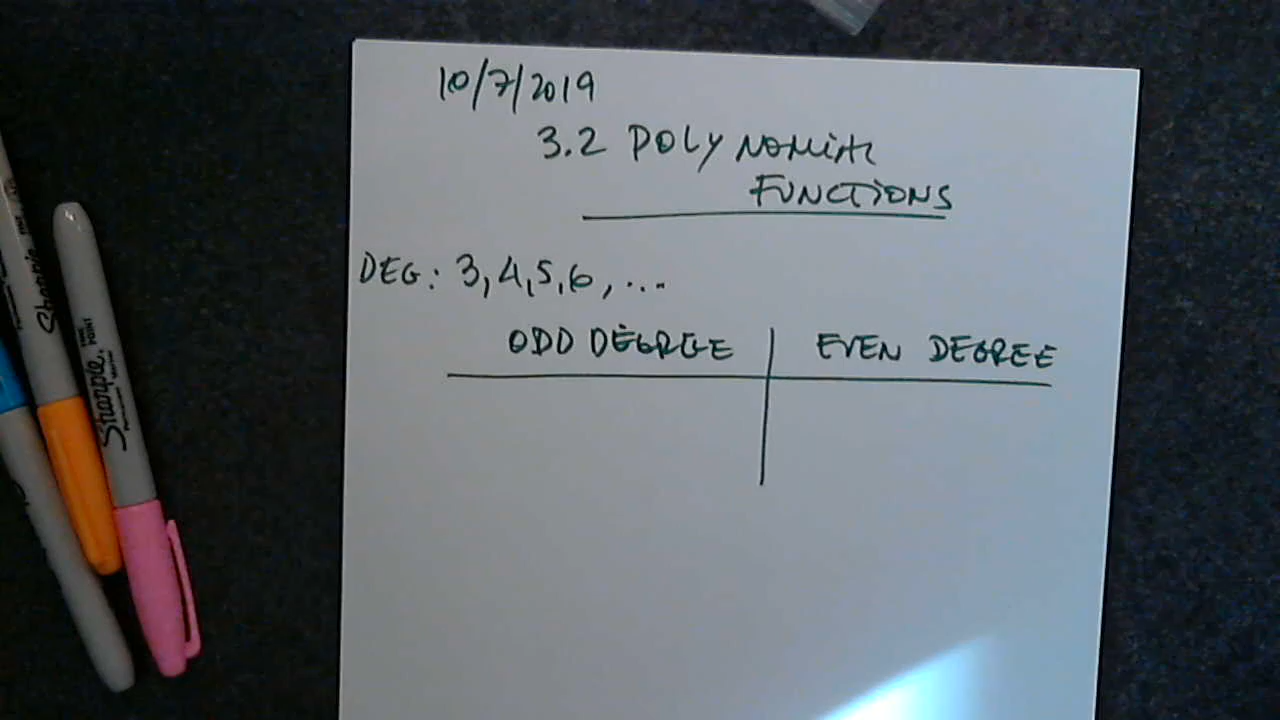 10/7/2019
3.2 POLYNOMIAL
FUNCTIONS
DEG: 3, 4, 5, 6, ...
ODD DEGREE | EVEN DEGREE
Sharpie
Sharpie